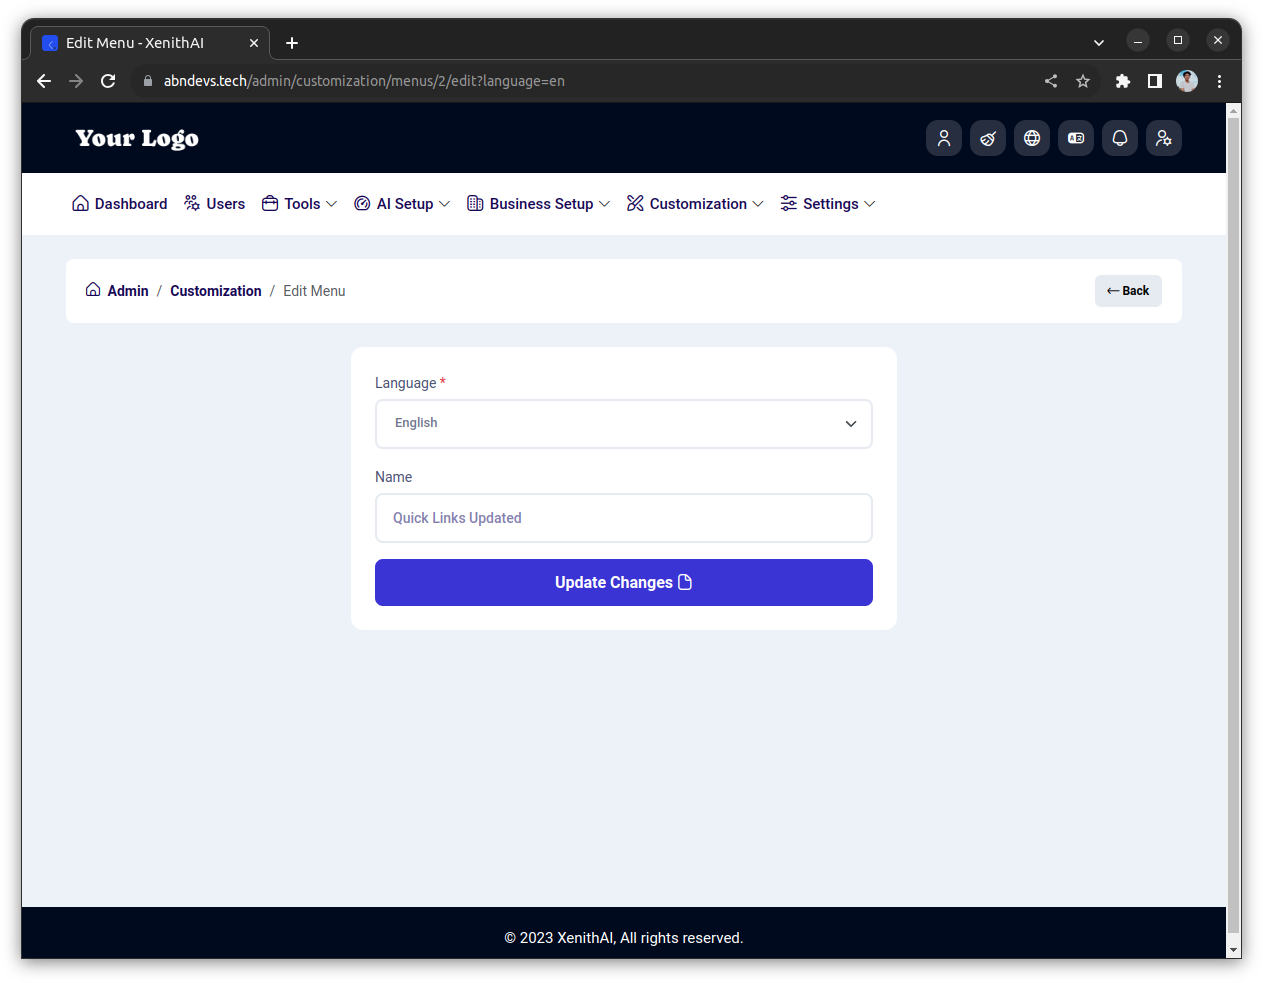 Edit Menu - XenithAI
abndevs.tech/admin/customization/menus/2/edit?language=en
Your Logo
Dashboard Users Tools AI Setup Business Setup Customization Settings
Admin / Customization / Edit Menu
Back
Language *
English
Name
Quick Links Updated
Update Changes
© 2023 XenithAI, All rights reserved.